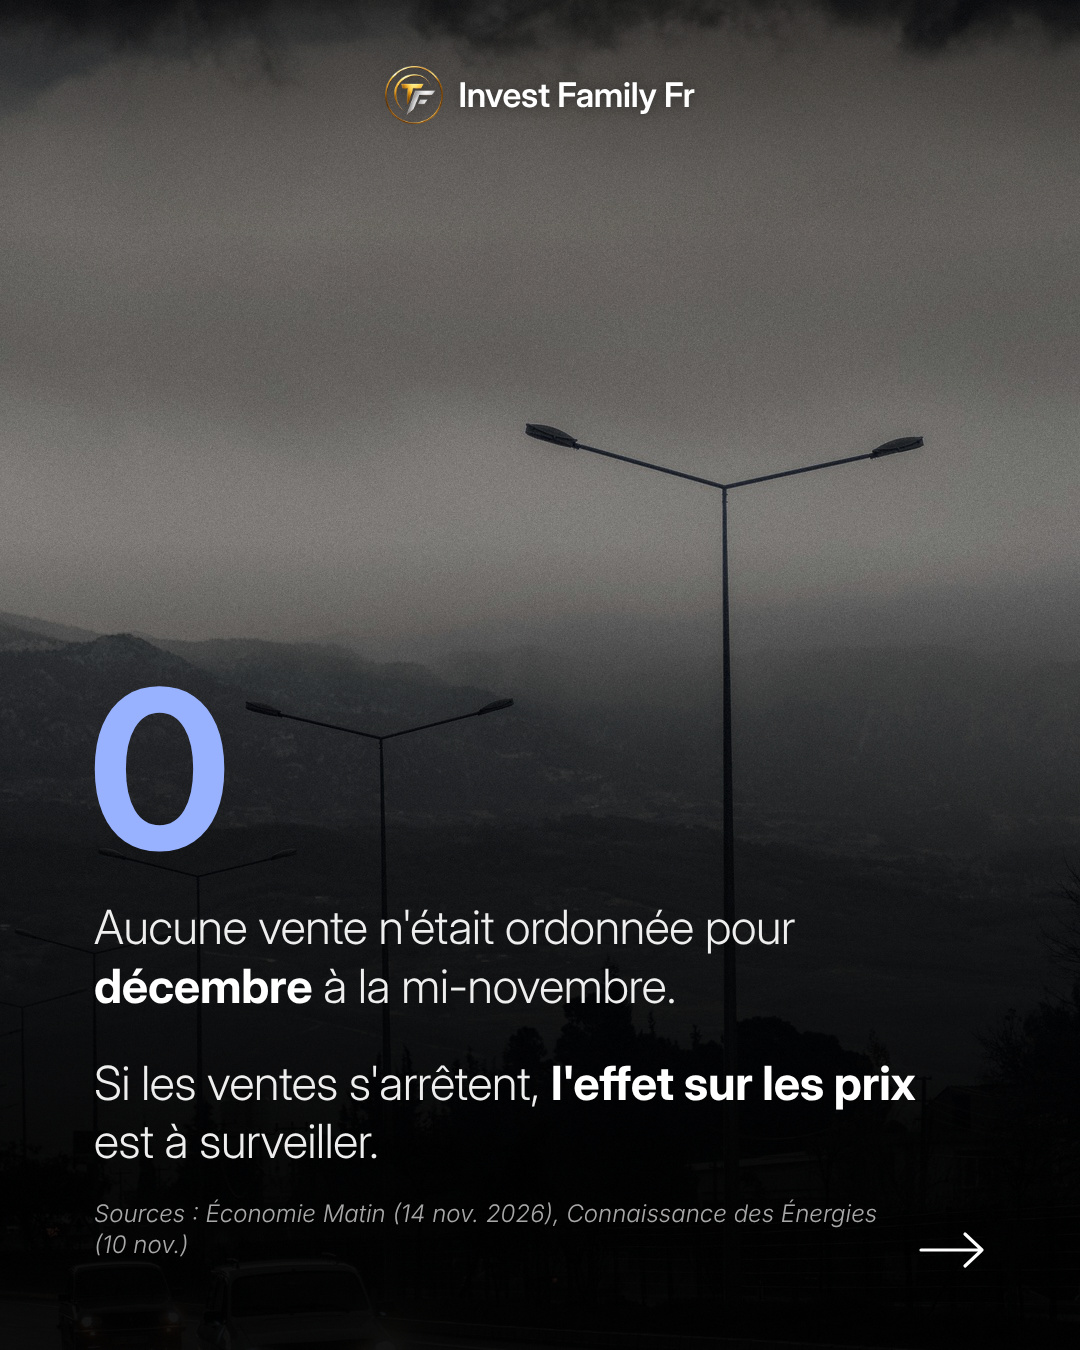 Invest Family Fr
0
Aucune vente n'était ordonnée pour
décembre à la mi-novembre.
Si les ventes s'arrêtent, l'effet sur les prix
est à surveiller.
Sources : Économie Matin (14 nov. 2026), Connaissance des Énergies
(10 nov.)